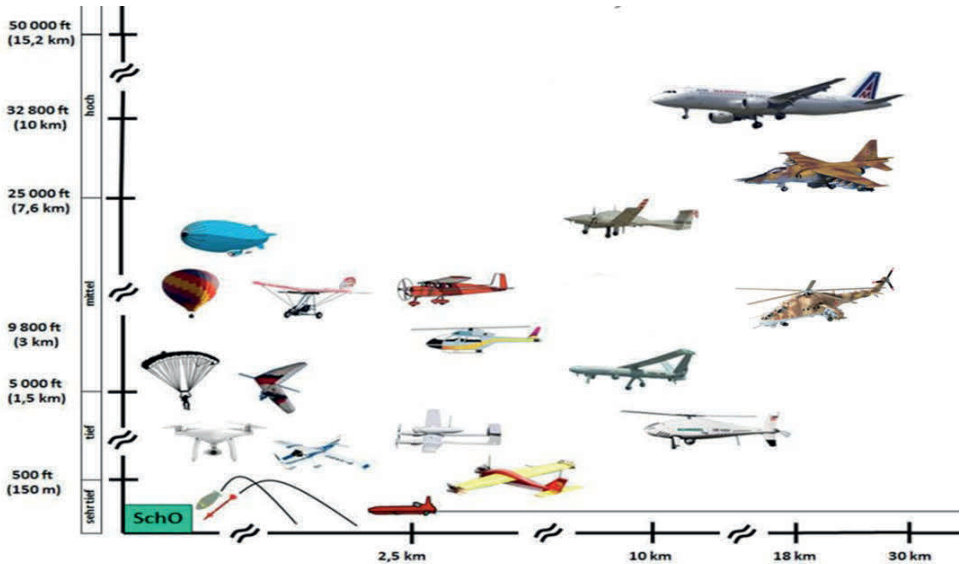 50 000 ft
(15,2 km)
hoch
32 800 ft
(10 km)
25 000 ft
(7,6 km)
mittel
9 800 ft
(3 km)
5 000 ft
(1,5 km)
tief
500 ft
(150 m)
sehr tief
SchO
2,5 km
10 km
18 km
30 km